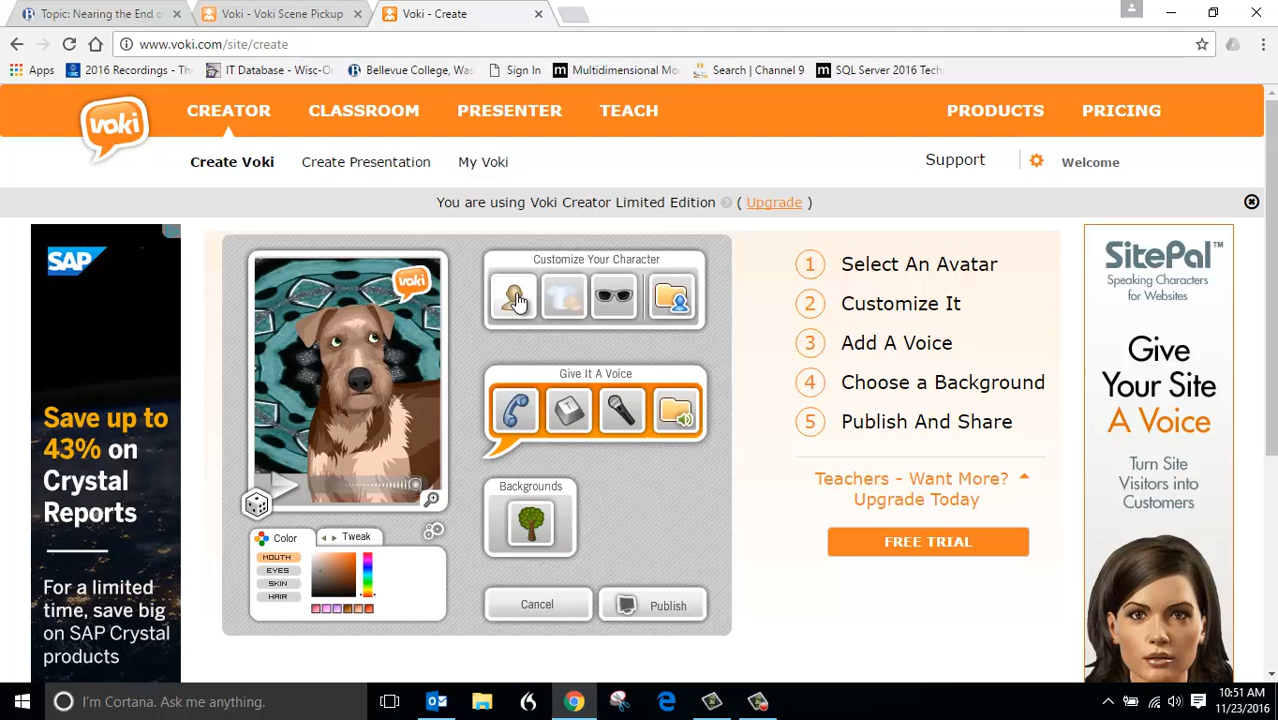 Topic: Nearing the End of
Voki - Voki Scene Pickup
Voki - Create
www.voki.com/site/create
Apps
2016 Recordings - The
IT Database - Wisc-On
Bellevue College, Was
Sign In
Multidimensional Mo
Search | Channel 9
SQL Server 2016 Tech
voki
CREATOR
CLASSROOM
PRESENTER
TEACH
PRODUCTS
PRICING
Create Voki
Create Presentation
My Voki
Support
Welcome
You are using Voki Creator Limited Edition ? ( Upgrade )
SAP
Save up to
43% on
Crystal
Reports
For a limited
time, save big
on SAP Crystal
products
voki
Customize Your Character
Give It A Voice
Backgrounds
Color
Tweak
MOUTH
EYES
SKIN
HAIR
Cancel
Publish
1 Select An Avatar
2 Customize It
3 Add A Voice
4 Choose a Background
5 Publish And Share
Teachers - Want More?
Upgrade Today
FREE TRIAL
SitePal™
Speaking Characters
for Websites
Give
Your Site
A Voice
Turn Site
Visitors into
Customers
I'm Cortana. Ask me anything.
10:51 AM
11/23/2016